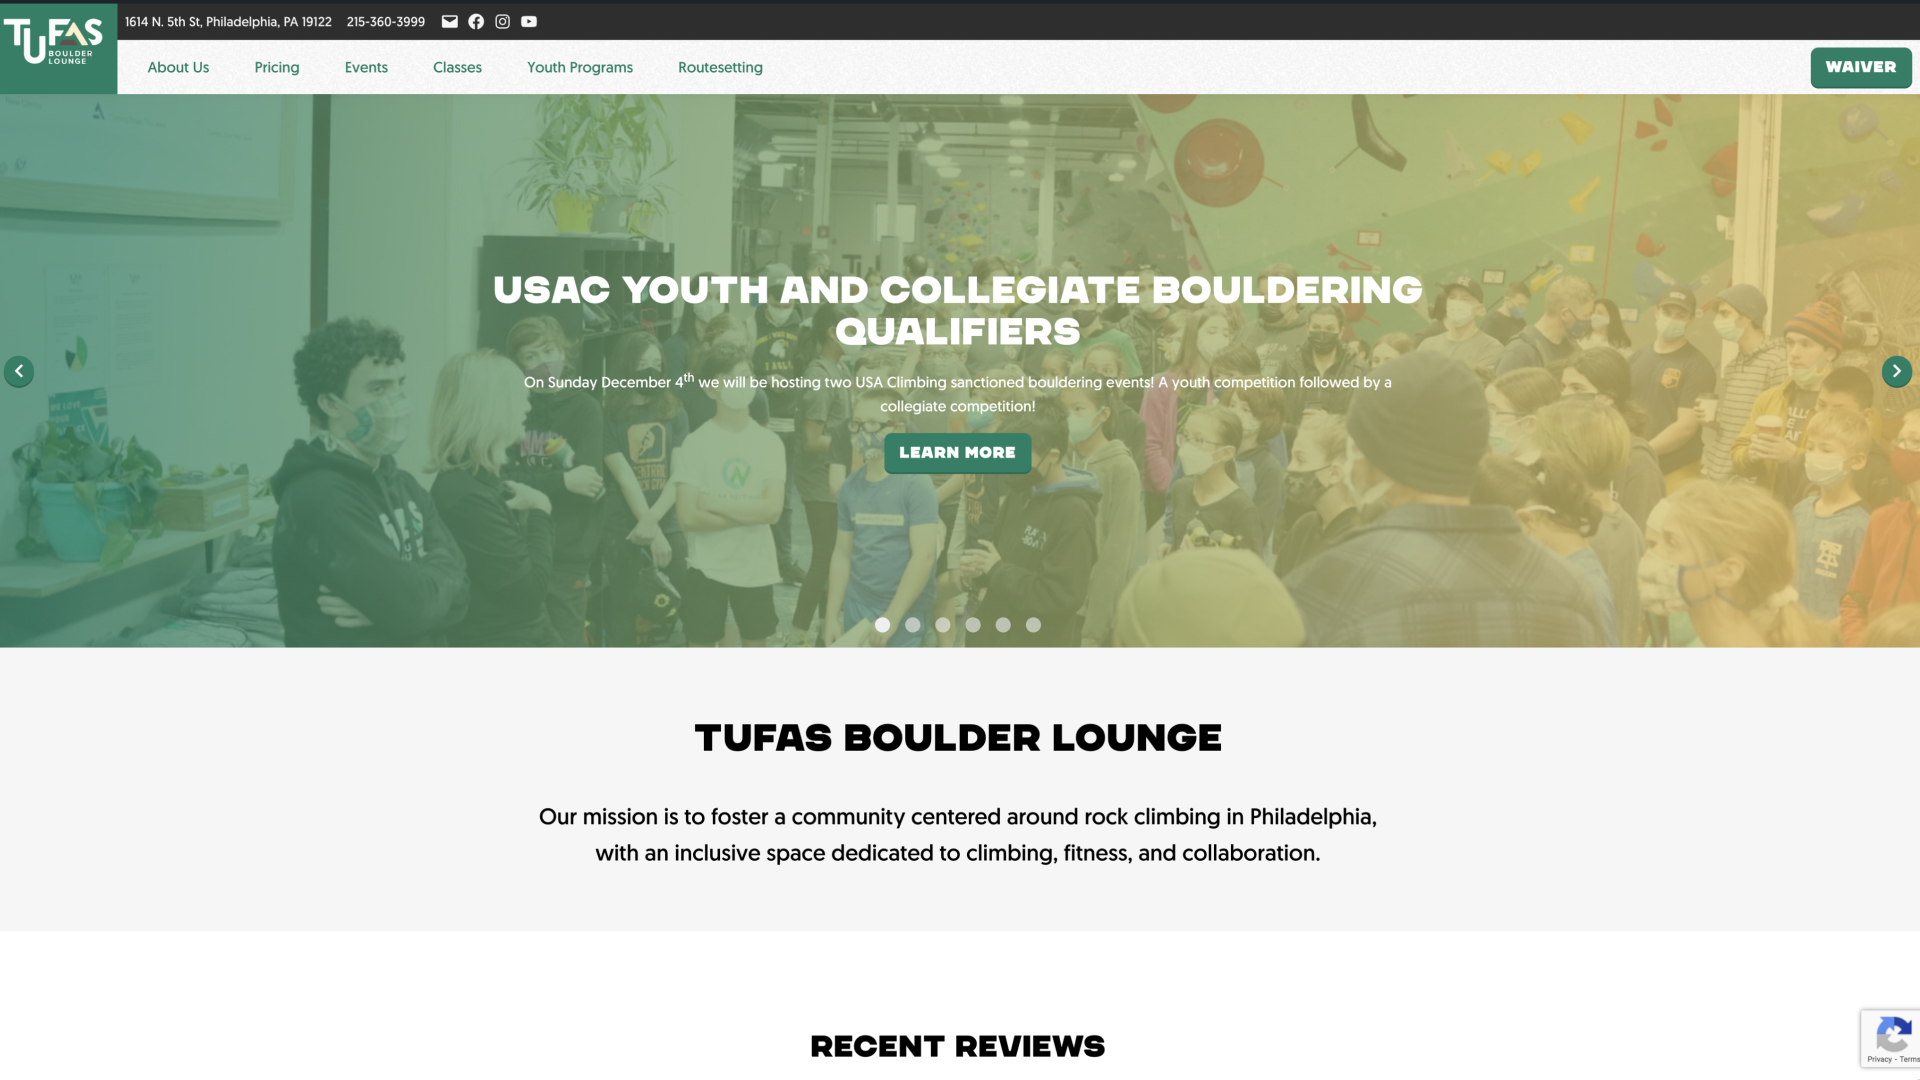 TUFAS
BOULDER
LOUNGE
1614 N. 5th St, Philadelphia, PA 19122 215-360-3999
About Us Pricing Events Classes Youth Programs Routesetting
WAIVER
USAC YOUTH AND COLLEGIATE BOULDERING
QUALIFIERS
On Sunday December 4th we will be hosting two USA Climbing sanctioned bouldering events! A youth competition followed by a
collegiate competition!
LEARN MORE
TUFAS BOULDER LOUNGE
Our mission is to foster a community centered around rock climbing in Philadelphia,
with an inclusive space dedicated to climbing, fitness, and collaboration.
RECENT REVIEWS
Privacy - Terms